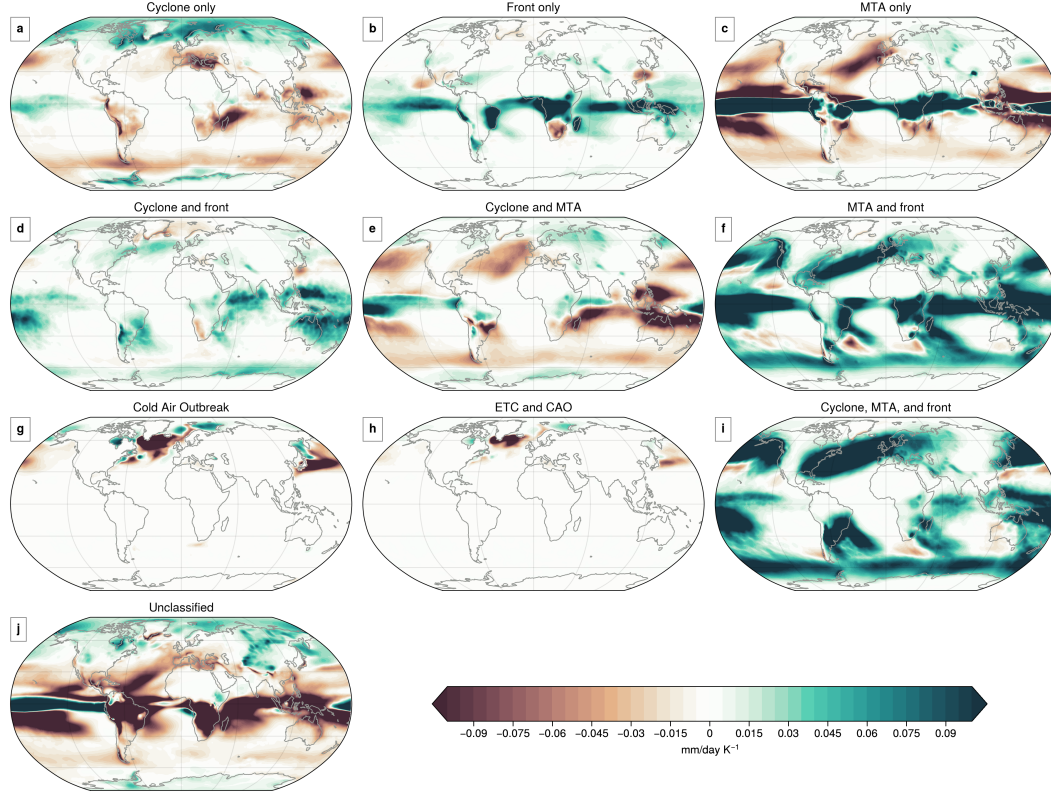 Cyclone only
Front only
MTA only
a
b
c
Cyclone and front
Cyclone and MTA
MTA and front
d
e
f
Cold Air Outbreak
ETC and CAO
Cyclone, MTA, and front
g
h
i
Unclassified
j
−0.09 −0.075 −0.06 −0.045 −0.03 −0.015 0 0.015 0.03 0.045 0.06 0.075 0.09
mm/day K⁻¹